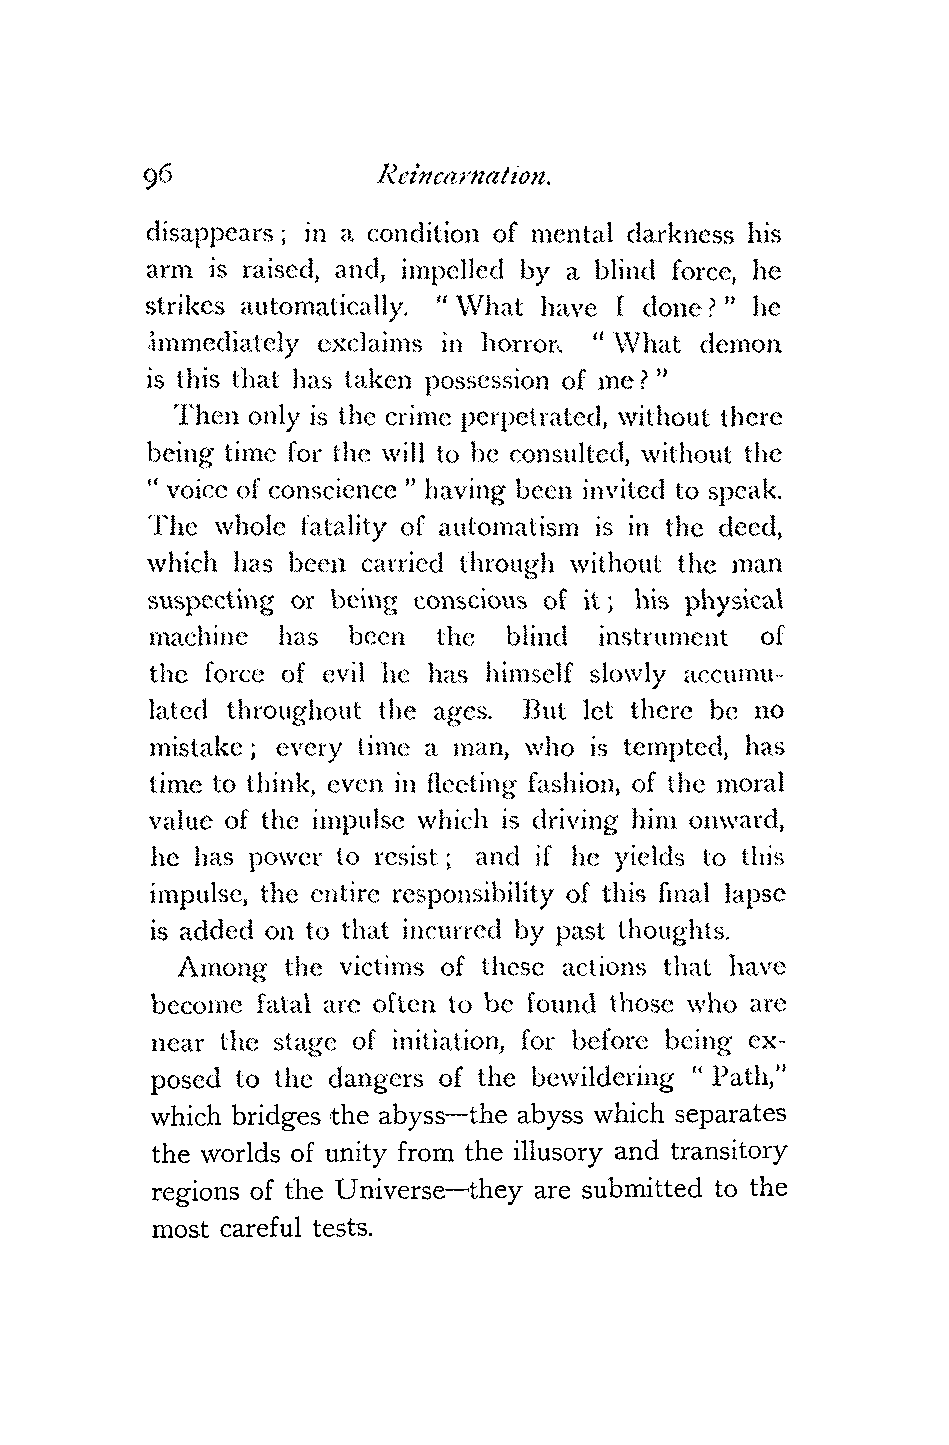 96 Reincarnation.
disappears ; in a condition of mental darkness his
arm is raised, and, impelled by a blind force, he
strikes automatically. " What have I done ? " he
immediately exclaims in horror. " What demon
is this that has taken possession of me ? "
Then only is the crime perpetrated, without there
being time for the will to be consulted, without the
" voice of conscience " having been invited to speak.
The whole fatality of automatism is in the deed,
which has been carried through without the man
suspecting or being conscious of it ; his physical
machine has been the blind instrument of
the force of evil he has himself slowly accumu-
lated throughout the ages. But let there be no
mistake ; every time a man, who is tempted, has
time to think, even in fleeting fashion, of the moral
value of the impulse which is driving him onward,
he has power to resist ; and if he yields to this
impulse, the entire responsibility of this final lapse
is added on to that incurred by past thoughts.
Among the victims of these actions that have
become fatal are often to be found those who are
near the stage of initiation, for before being ex-
posed to the dangers of the bewildering " Path,"
which bridges the abyss—the abyss which separates
the worlds of unity from the illusory and transitory
regions of the Universe—they are submitted to the
most careful tests.